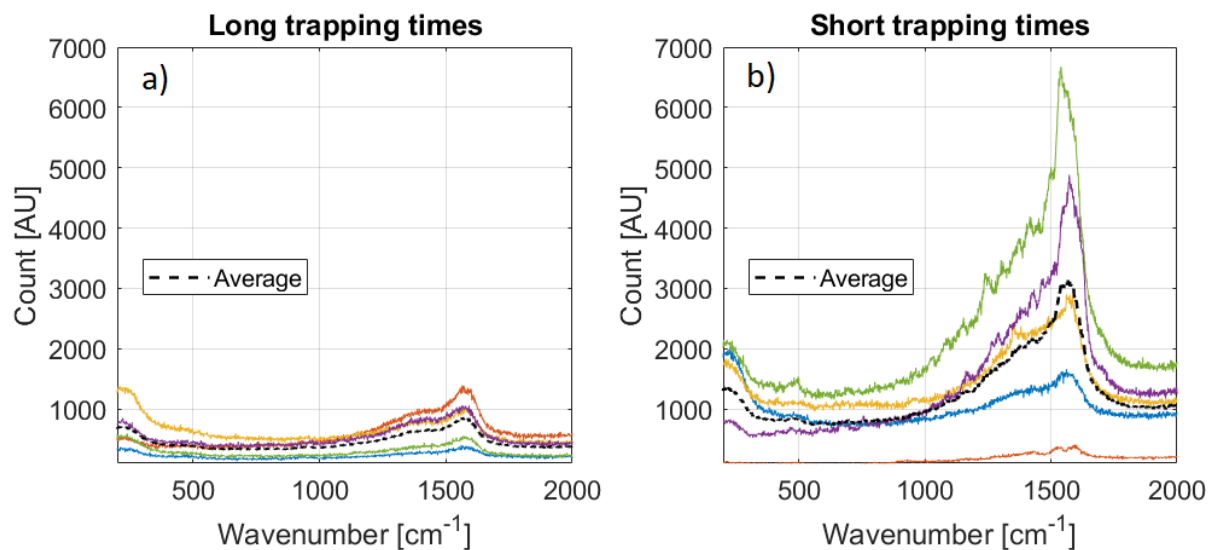 Long trapping times
Short trapping times
a)
b)
7000
6000
5000
4000
3000
2000
1000
Count [AU]
Average
500
1000
1500
2000
Wavenumber [cm-1]
7000
6000
5000
4000
3000
2000
1000
Count [AU]
Average
500
1000
1500
2000
Wavenumber [cm-1]